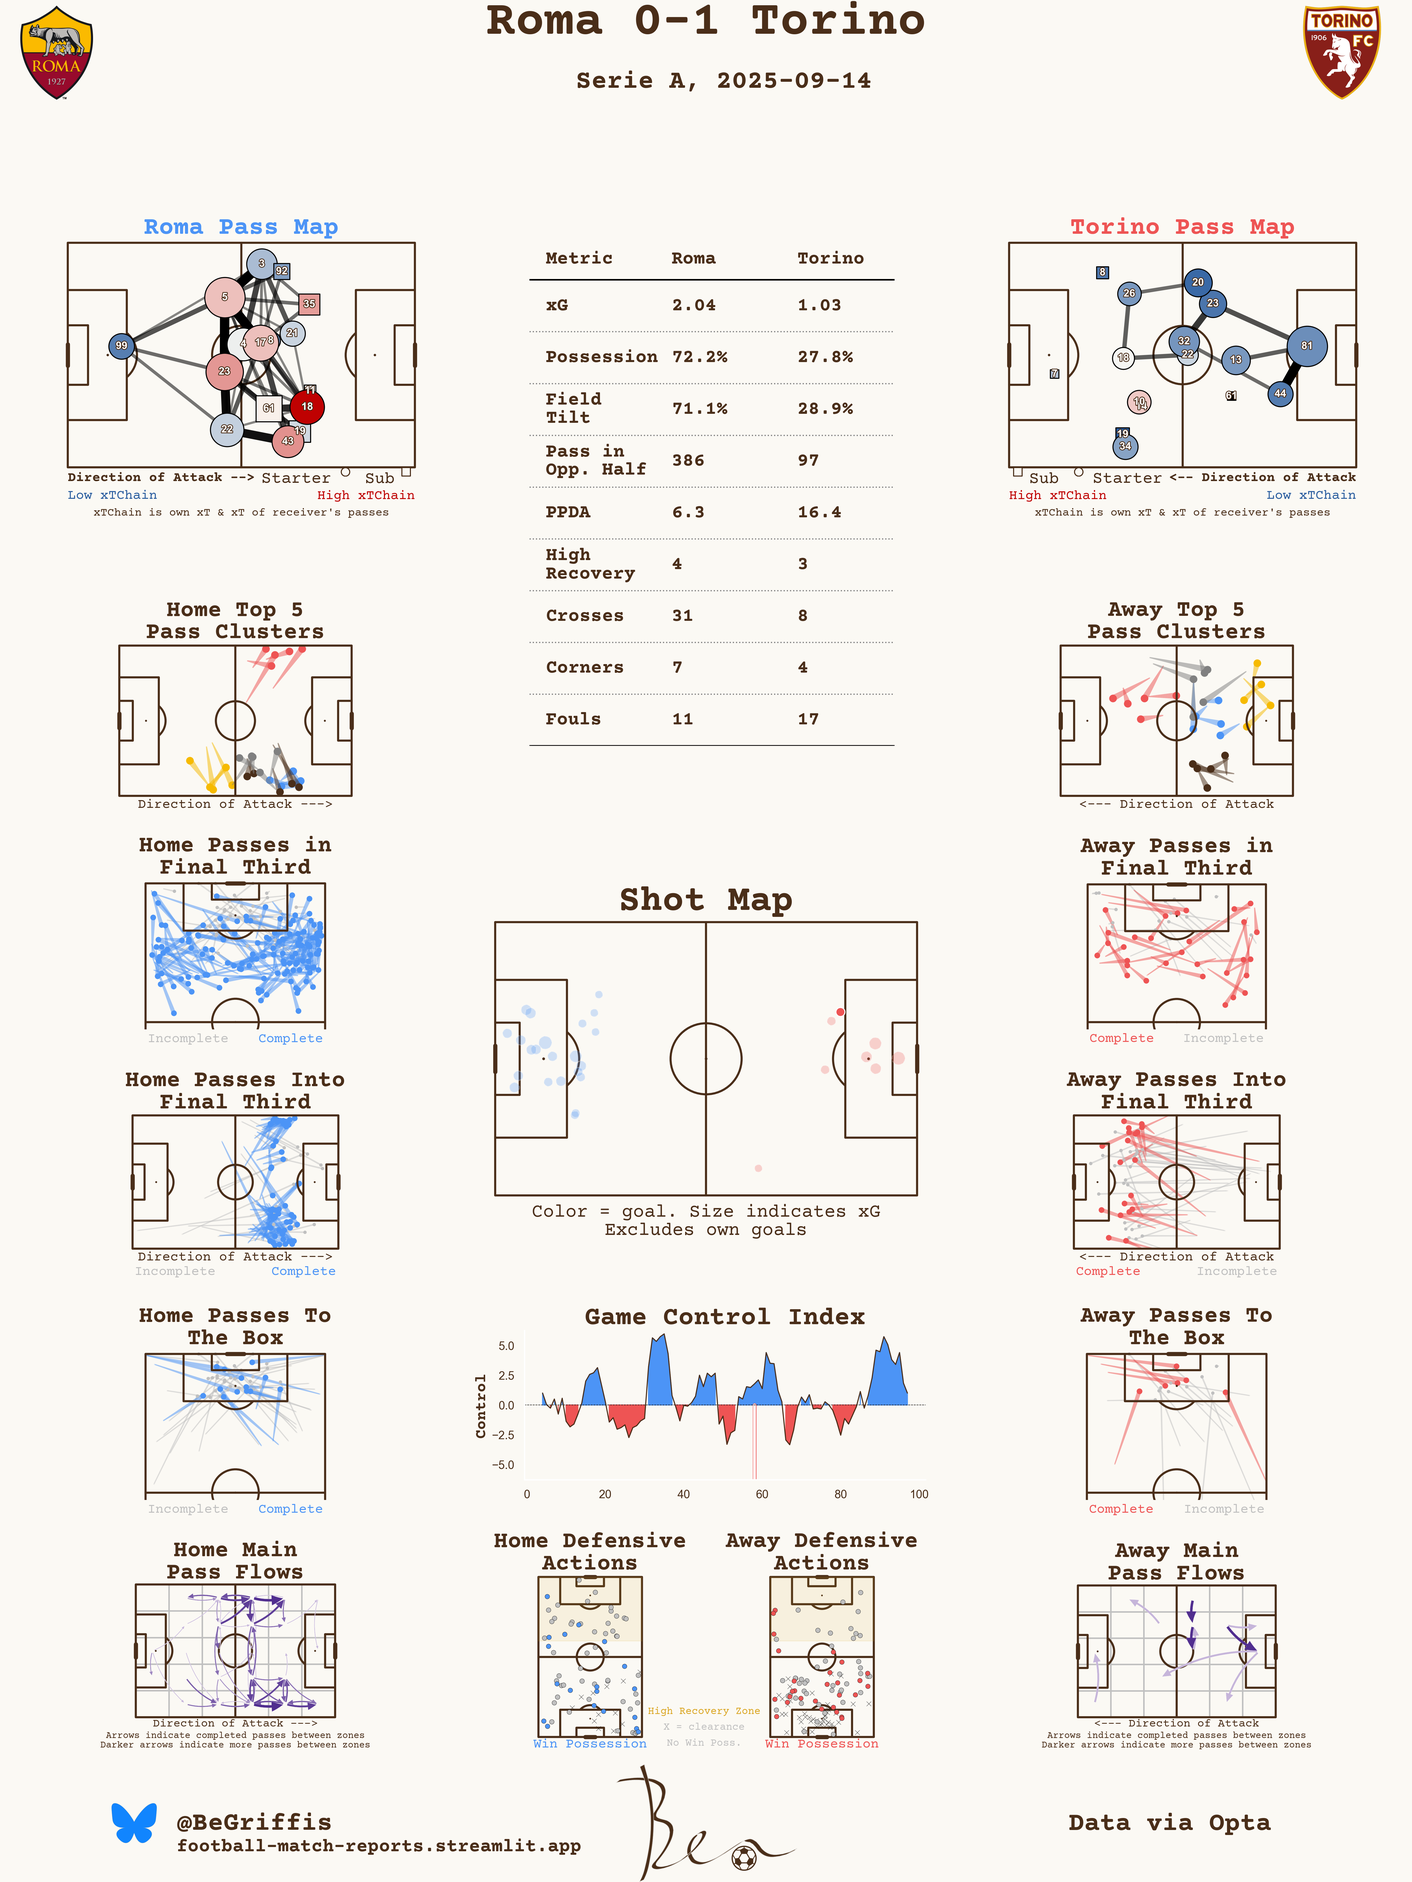 Roma 0-1 Torino
Serie A, 2025-09-14
ROMA
1927
TORINO
1906
FC
Roma Pass Map
3
92
5
35
21
4
17
8
99
23
11
18
61
22
19
43
Direction of Attack --> Starter Sub
Low xTChain High xTChain
xTChain is own xT & xT of receiver's passes
Metric Roma Torino
xG 2.04 1.03
Possession 72.2% 27.8%
Field
Tilt 71.1% 28.9%
Pass in
Opp. Half 386 97
PPDA 6.3 16.4
High
Recovery 4 3
Crosses 31 8
Corners 7 4
Fouls 11 17
Torino Pass Map
8
26
20
23
32
22
18
81
13
7
44
61
10
14
19
34
Sub Starter <-- Direction of Attack
High xTChain Low xTChain
xTChain is own xT & xT of receiver's passes
Home Top 5
Pass Clusters
Direction of Attack --->
Away Top 5
Pass Clusters
<--- Direction of Attack
Home Passes in
Final Third
Incomplete Complete
Shot Map
Color = goal. Size indicates xG
Excludes own goals
Away Passes in
Final Third
Complete Incomplete
Home Passes Into
Final Third
Direction of Attack --->
Incomplete Complete
Away Passes Into
Final Third
<--- Direction of Attack
Complete Incomplete
Home Passes To
The Box
Incomplete Complete
Game Control Index
Control
5.0
2.5
0.0
−2.5
−5.0
0 20 40 60 80 100
Away Passes To
The Box
Complete Incomplete
Home Main
Pass Flows
Direction of Attack --->
Arrows indicate completed passes between zones
Darker arrows indicate more passes between zones
Home Defensive
Actions
Win Possession
Away Defensive
Actions
High Recovery Zone
X = clearance
No Win Poss.
Win Possession
Away Main
Pass Flows
<--- Direction of Attack
Arrows indicate completed passes between zones
Darker arrows indicate more passes between zones
@BeGriffis
football-match-reports.streamlit.app
Ben
Data via Opta